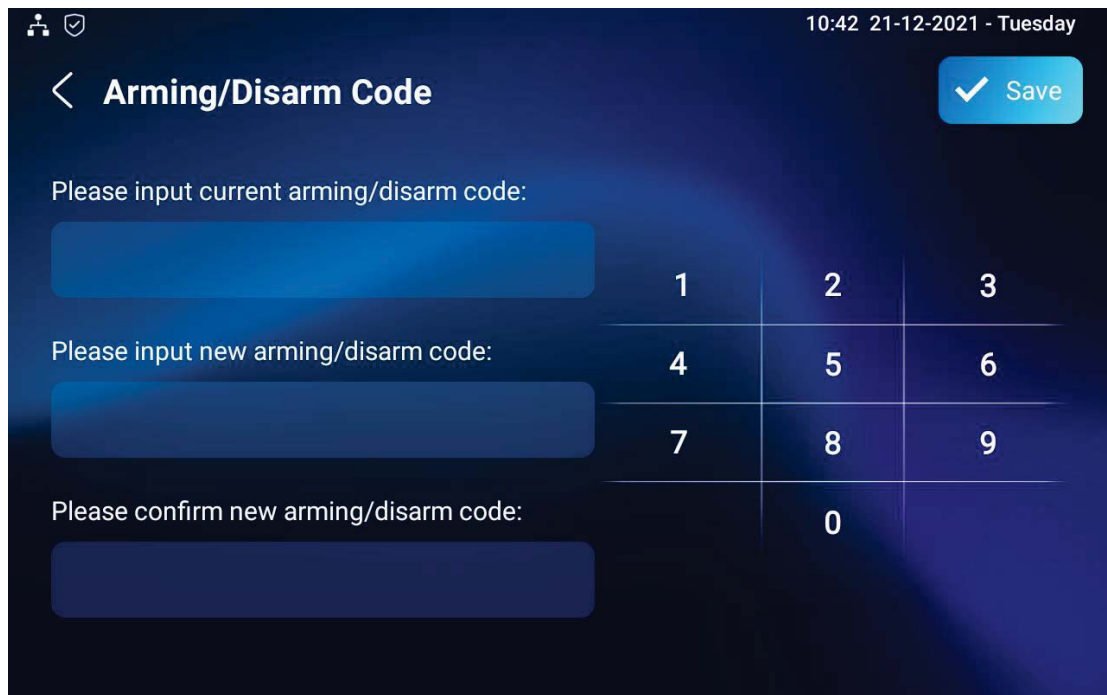 10:42 21-12-2021 - Tuesday
Arming/Disarm Code
Save
Please input current arming/disarm code:
Please input new arming/disarm code:
Please confirm new arming/disarm code:
1 2 3
4 5 6
7 8 9
0